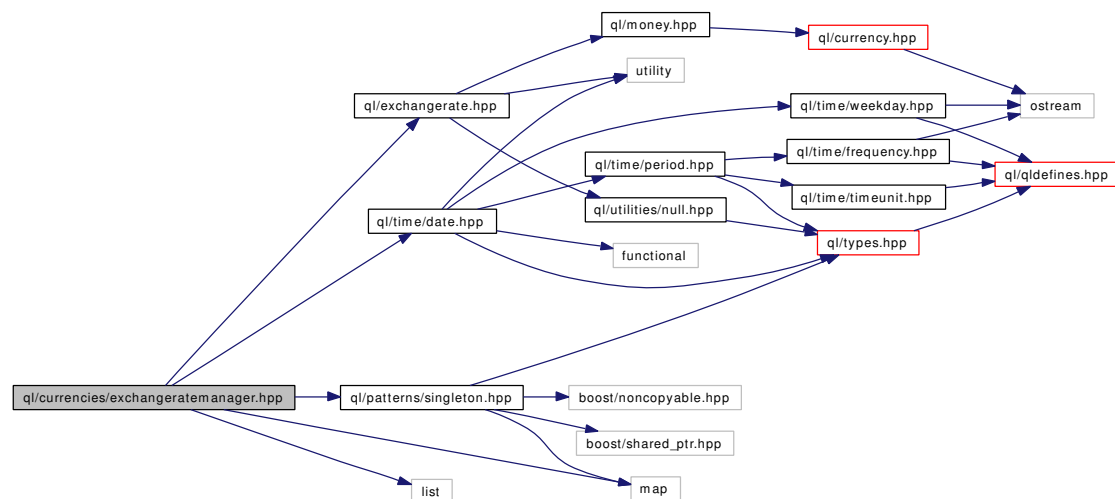 ql/money.hpp
ql/currency.hpp
utility
ql/exchangerate.hpp
ql/time/weekday.hpp
ostream
ql/time/frequency.hpp
ql/time/period.hpp
ql/qldefines.hpp
ql/time/timeunit.hpp
ql/utilities/null.hpp
ql/time/date.hpp
ql/types.hpp
functional
ql/currencies/exchangeratemanager.hpp
ql/patterns/singleton.hpp
boost/noncopyable.hpp
boost/shared_ptr.hpp
list
map